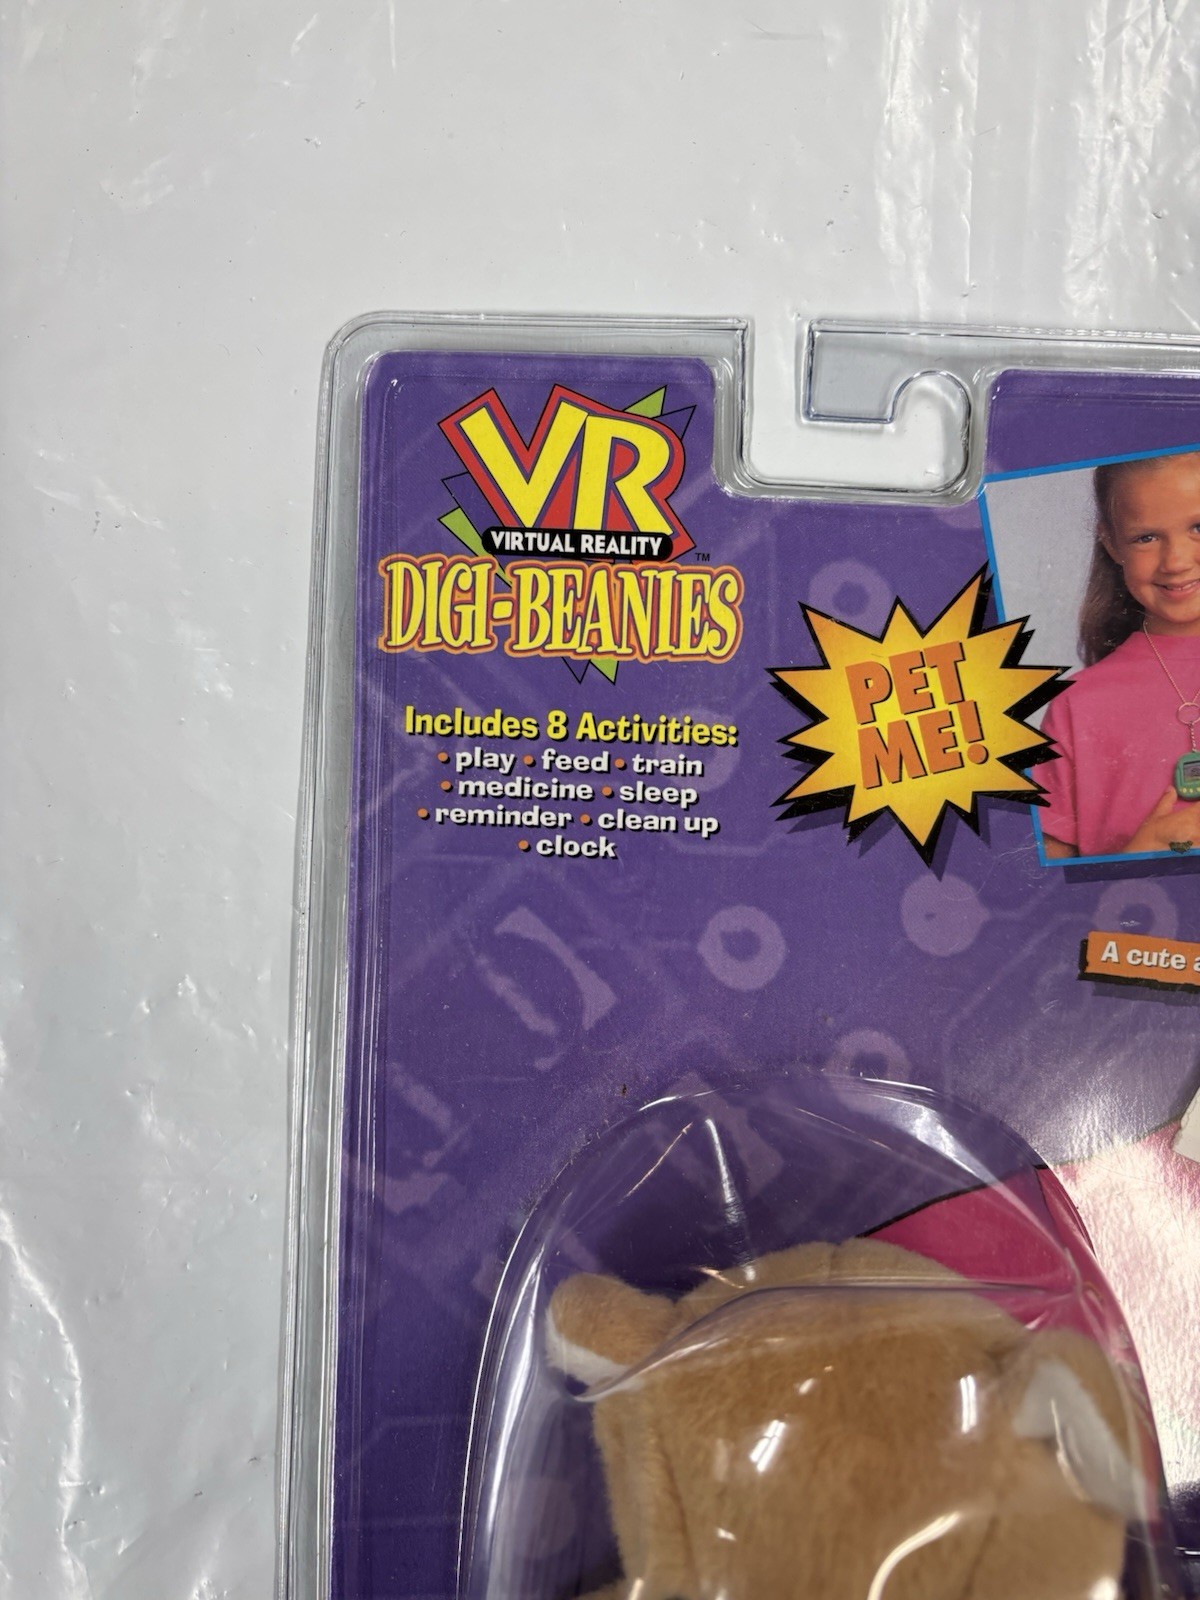 VR
VIRTUAL REALITY
TM
DIGI-BEANIES
Includes 8 Activities:
• play • feed • train
• medicine • sleep
• reminder • clean up
• clock
PET
ME!
A cute